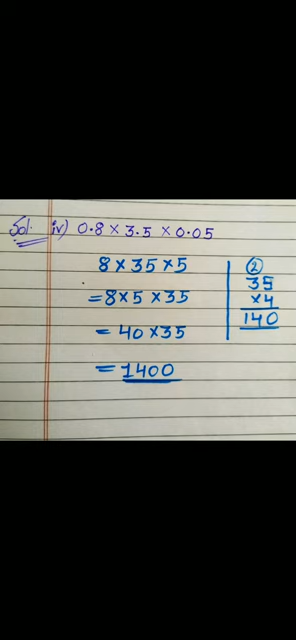 Sol. iv) 0.8 × 3.5 × 0.05
8 × 35 × 5
= 8 × 5 × 35
= 40 × 35
= 1400
2
35
×4
140